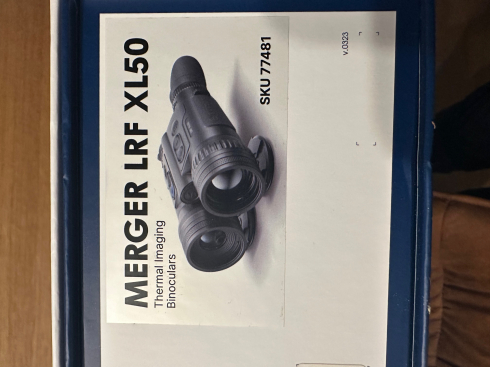 MERGER LRF XL50
Thermal Imaging
Binoculars
SKU 77481
v.0323